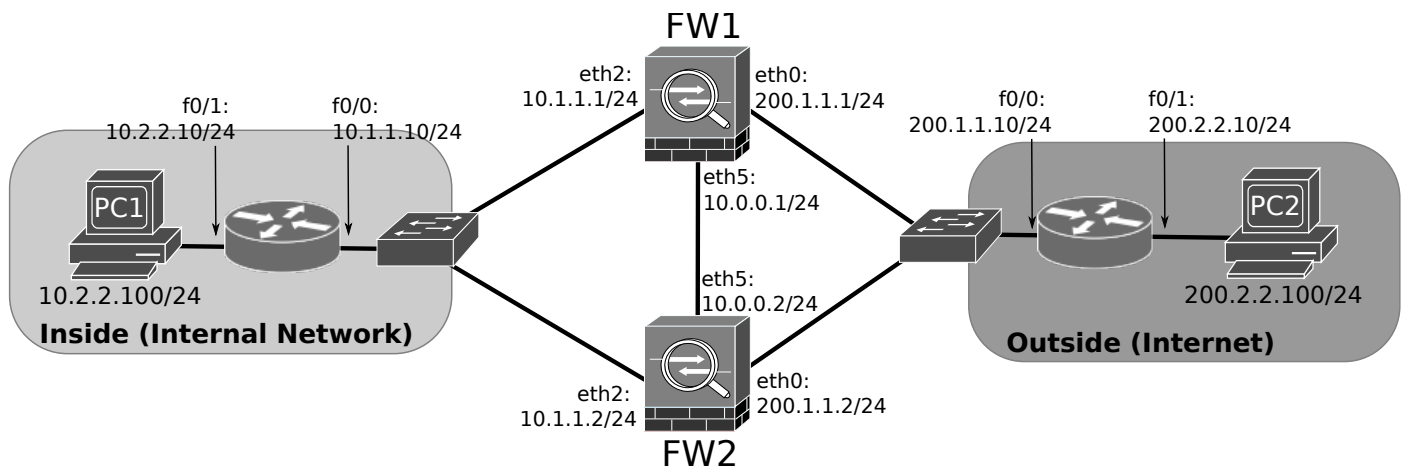 FW1
eth2:
10.1.1.1/24
eth0:
200.1.1.1/24
f0/1:
10.2.2.10/24
f0/0:
10.1.1.10/24
f0/0:
200.1.1.10/24
f0/1:
200.2.2.10/24
eth5:
10.0.0.1/24
PC1
PC2
10.2.2.100/24
Inside (Internal Network)
eth5:
10.0.0.2/24
200.2.2.100/24
Outside (Internet)
eth2:
10.1.1.2/24
eth0:
200.1.1.2/24
FW2